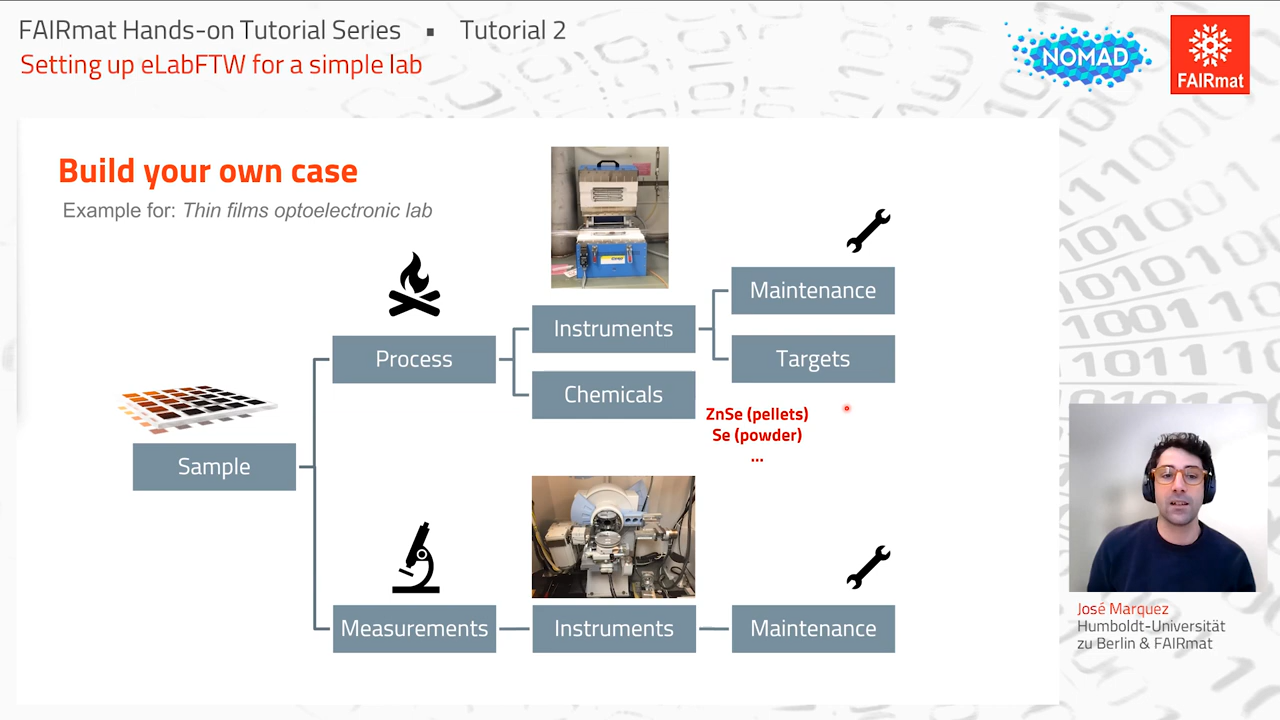 FAIRmat Hands-on Tutorial Series ▪ Tutorial 2
Setting up eLabFTW for a simple lab
NOMAD
FAIRmat
Build your own case
Example for: Thin films optoelectronic lab
Maintenance
Instruments
Process
Targets
Chemicals
ZnSe (pellets)
Se (powder)
...
Sample
Measurements
Instruments
Maintenance
José Marquez
Humboldt-Universität
zu Berlin & FAIRmat